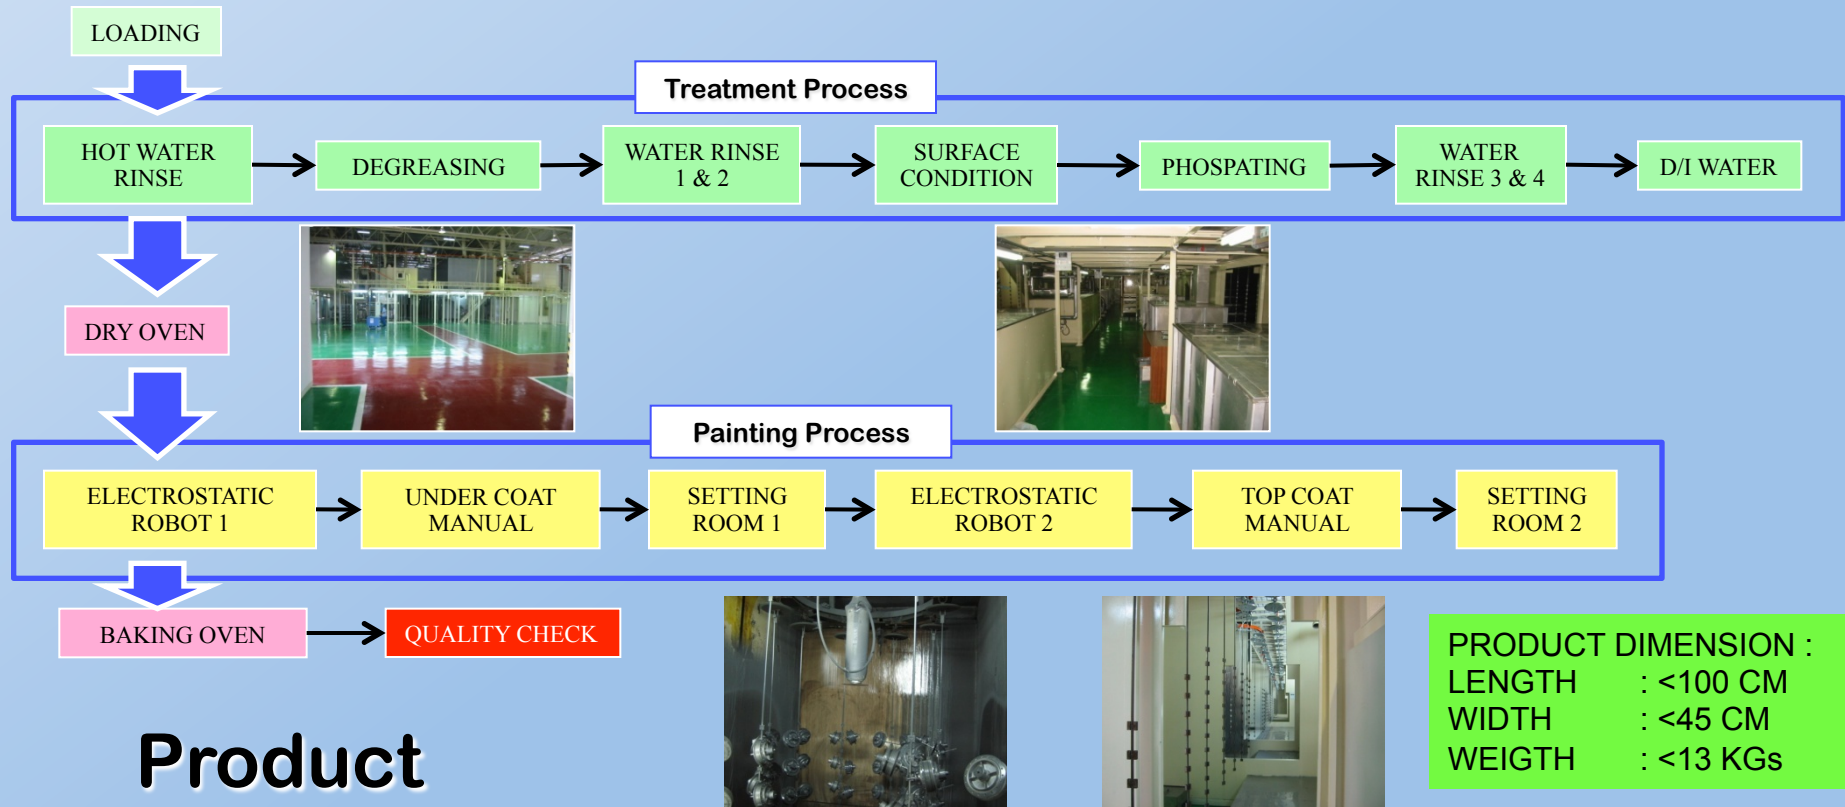 LOADING
Treatment Process
HOT WATER
RINSE
DEGREASING
WATER RINSE
1 & 2
SURFACE
CONDITION
PHOSPATING
WATER
RINSE 3 & 4
D/I WATER
DRY OVEN
Painting Process
ELECTROSTATIC
ROBOT 1
UNDER COAT
MANUAL
SETTING
ROOM 1
ELECTROSTATIC
ROBOT 2
TOP COAT
MANUAL
SETTING
ROOM 2
BAKING OVEN
QUALITY CHECK
PRODUCT DIMENSION :
LENGTH : <100 CM
WIDTH : <45 CM
WEIGTH : <13 KGs
Product